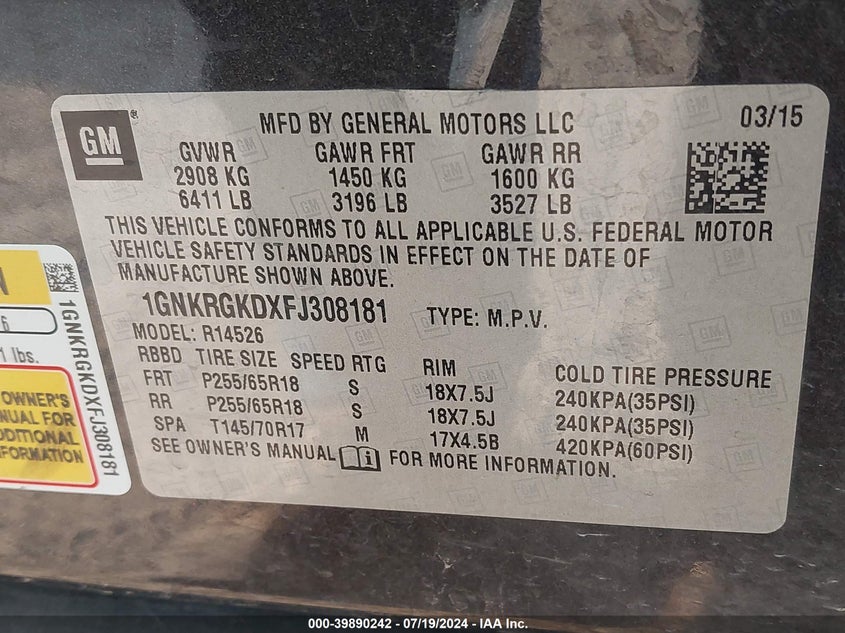 GM
MFD BY GENERAL MOTORS LLC 03/15
GVWR GAWR FRT GAWR RR
2908 KG 1450 KG 1600 KG
6411 LB 3196 LB 3527 LB
THIS VEHICLE CONFORMS TO ALL APPLICABLE U.S. FEDERAL MOTOR
VEHICLE SAFETY STANDARDS IN EFFECT ON THE DATE OF
MANUFACTURE SHOWN ABOVE.
1GNKRGKDXFJ308181 TYPE: M.P.V.
MODEL: R14526
RBBD TIRE SIZE SPEED RTG RIM COLD TIRE PRESSURE
FRT P255/65R18 S 18X7.5J 240KPA(35PSI)
RR P255/65R18 S 18X7.5J 240KPA(35PSI)
SPA T145/70R17 M 17X4.5B 420KPA(60PSI)
SEE OWNER'S MANUAL i FOR MORE INFORMATION.
1GNKRGKDXFJ308181
lbs.
OWNER'S
FOR
000-39890242 - 07/19/2024 - IAA Inc.